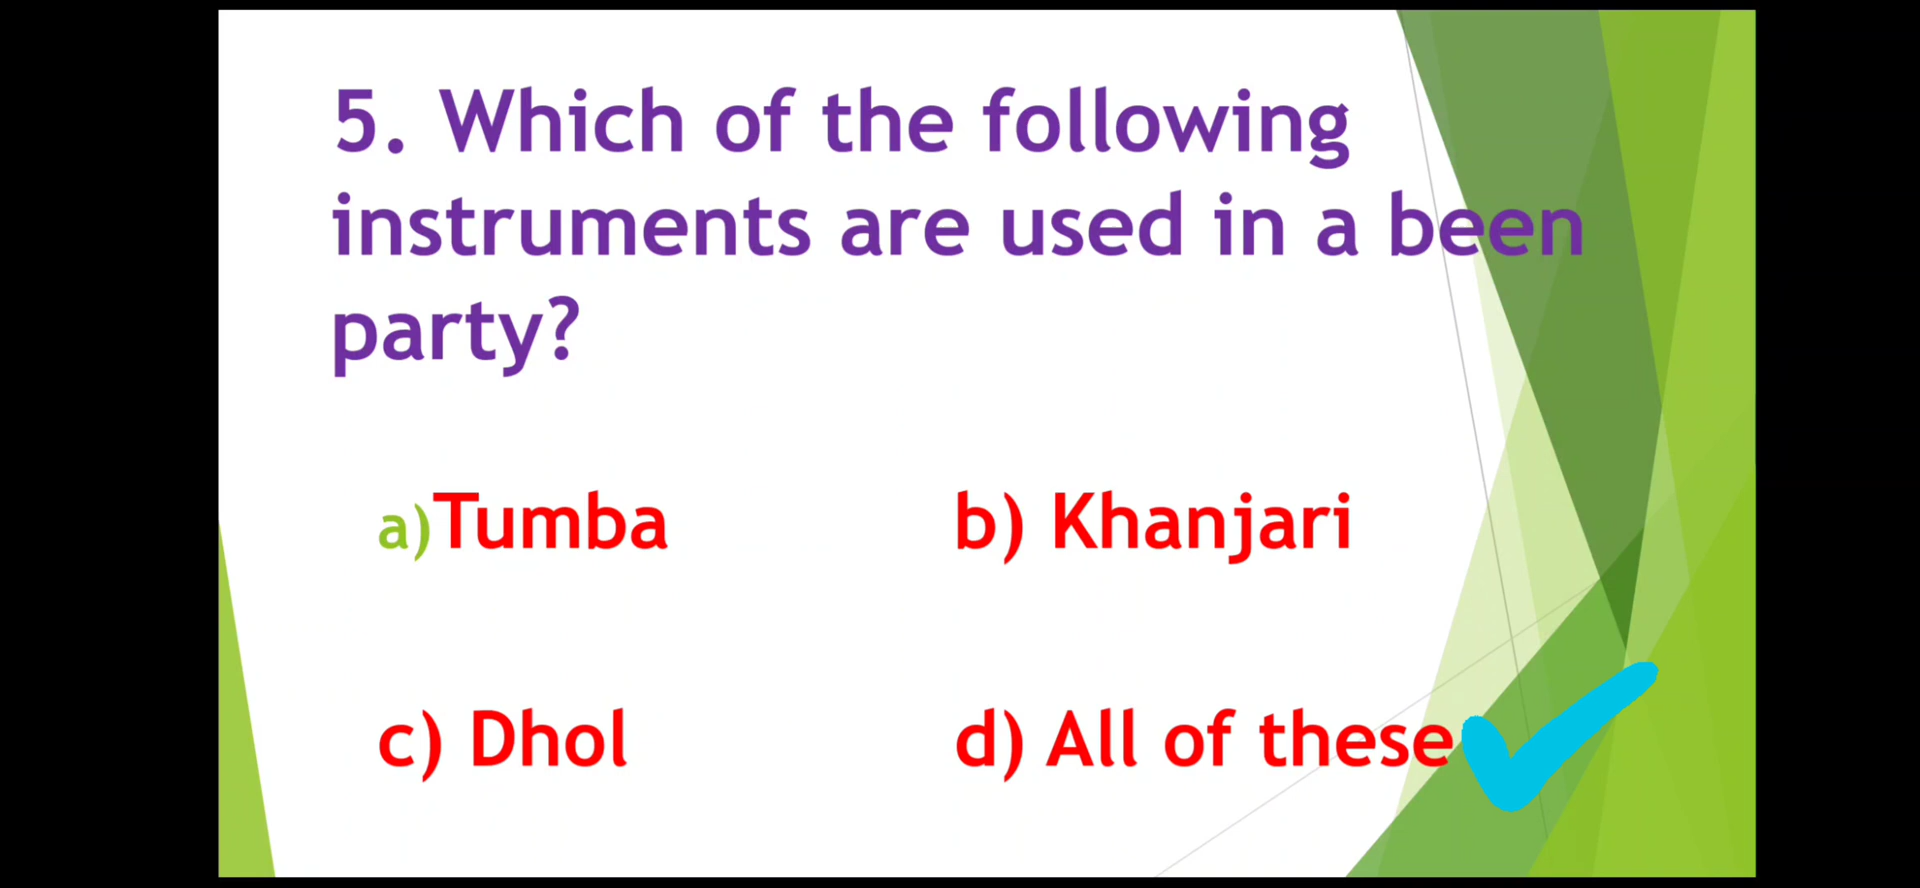 5. Which of the following
instruments are used in a been
party?
a)Tumba b) Khanjari
c) Dhol d) All of these